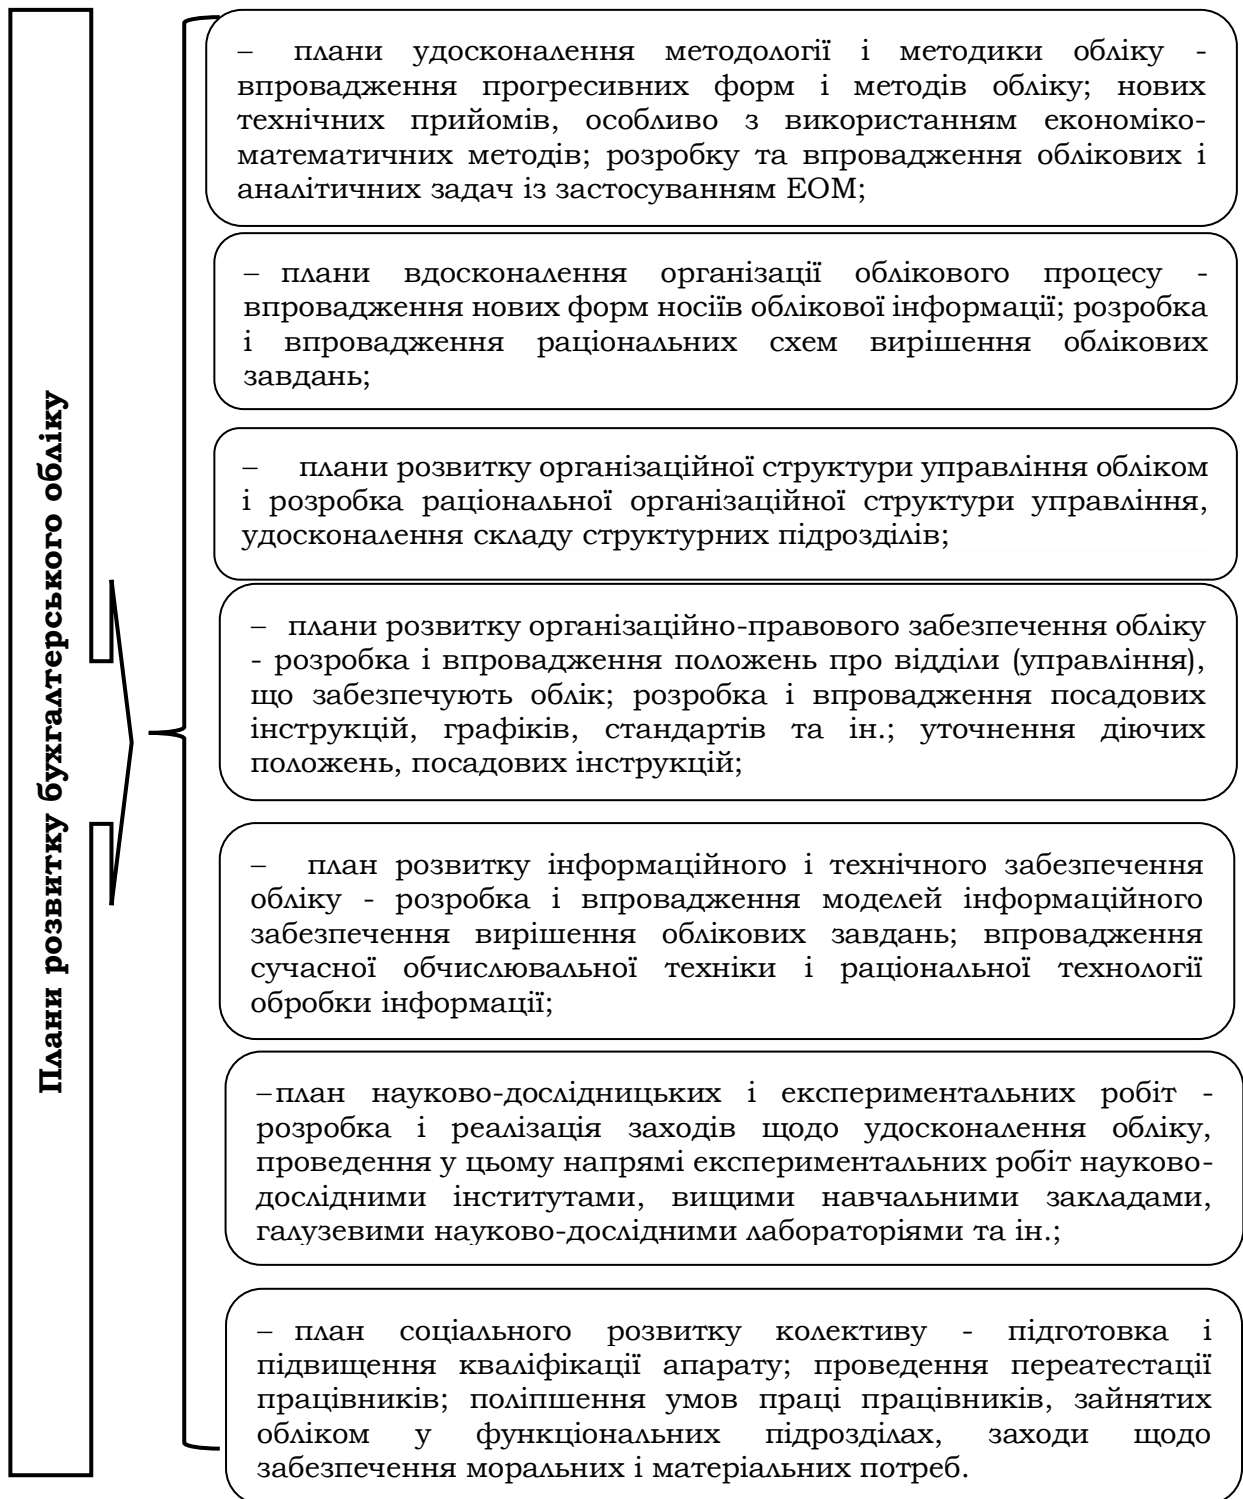 Плани розвитку бухгалтерського обліку
– плани удосконалення методології і методики обліку -
впровадження прогресивних форм і методів обліку; нових
технічних прийомів, особливо з використанням економіко-
математичних методів; розробку та впровадження облікових і
аналітичних задач із застосуванням ЕОМ;
– плани вдосконалення організації облікового процесу -
впровадження нових форм носіїв облікової інформації; розробка
і впровадження раціональних схем вирішення облікових
завдань;
– плани розвитку організаційної структури управління обліком
і розробка раціональної організаційної структури управління,
удосконалення складу структурних підрозділів;
– плани розвитку організаційно-правового забезпечення обліку
- розробка і впровадження положень про відділи (управління),
що забезпечують облік; розробка і впровадження посадових
інструкцій, графіків, стандартів та ін.; уточнення діючих
положень, посадових інструкцій;
– план розвитку інформаційного і технічного забезпечення
обліку - розробка і впровадження моделей інформаційного
забезпечення вирішення облікових завдань; впровадження
сучасної обчислювальної техніки і раціональної технології
обробки інформації;
–план науково-дослідницьких і експериментальних робіт -
розробка і реалізація заходів щодо удосконалення обліку,
проведення у цьому напрямі експериментальних робіт науково-
дослідними інститутами, вищими навчальними закладами,
галузевими науково-дослідними лабораторіями та ін.;
– план соціального розвитку колективу - підготовка і
підвищення кваліфікації апарату; проведення переатестації
працівників; поліпшення умов праці працівників, зайнятих
обліком у функціональних підрозділах, заходи щодо
забезпечення моральних і матеріальних потреб.